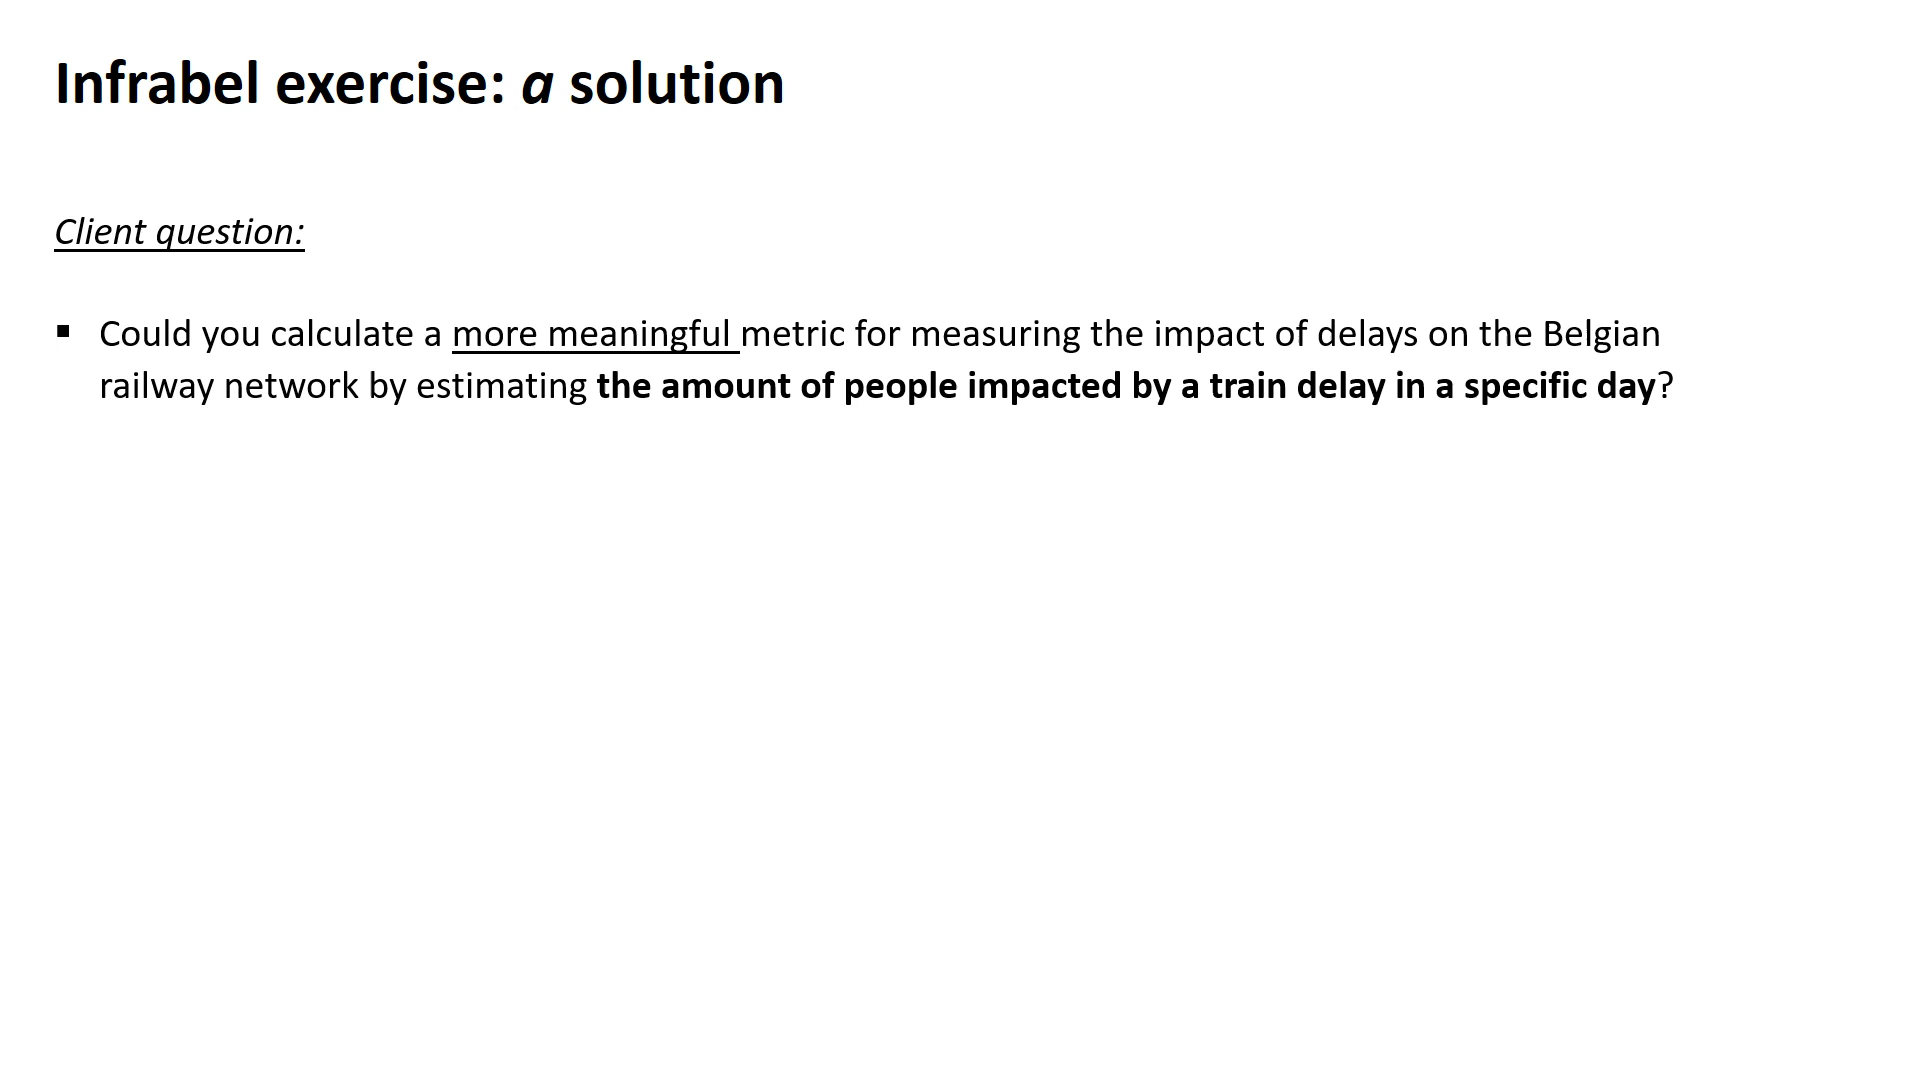 Infrabel exercise: a solution
Client question:
▪ Could you calculate a more meaningful metric for measuring the impact of delays on the Belgian
railway network by estimating the amount of people impacted by a train delay in a specific day?